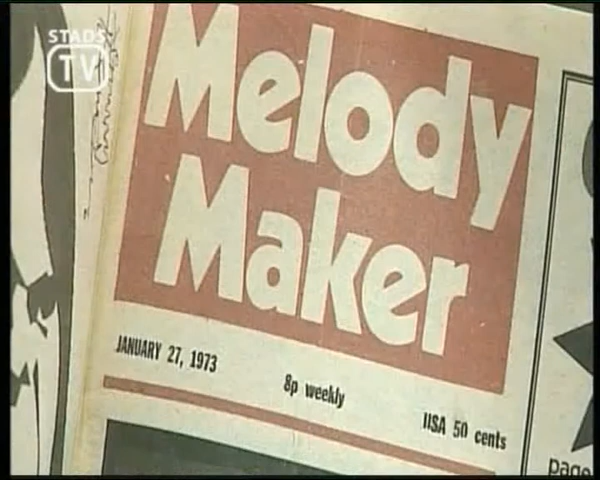 STADS
TV
Melody
Maker
JANUARY 27, 1973
8p weekly
USA 50 cents
page